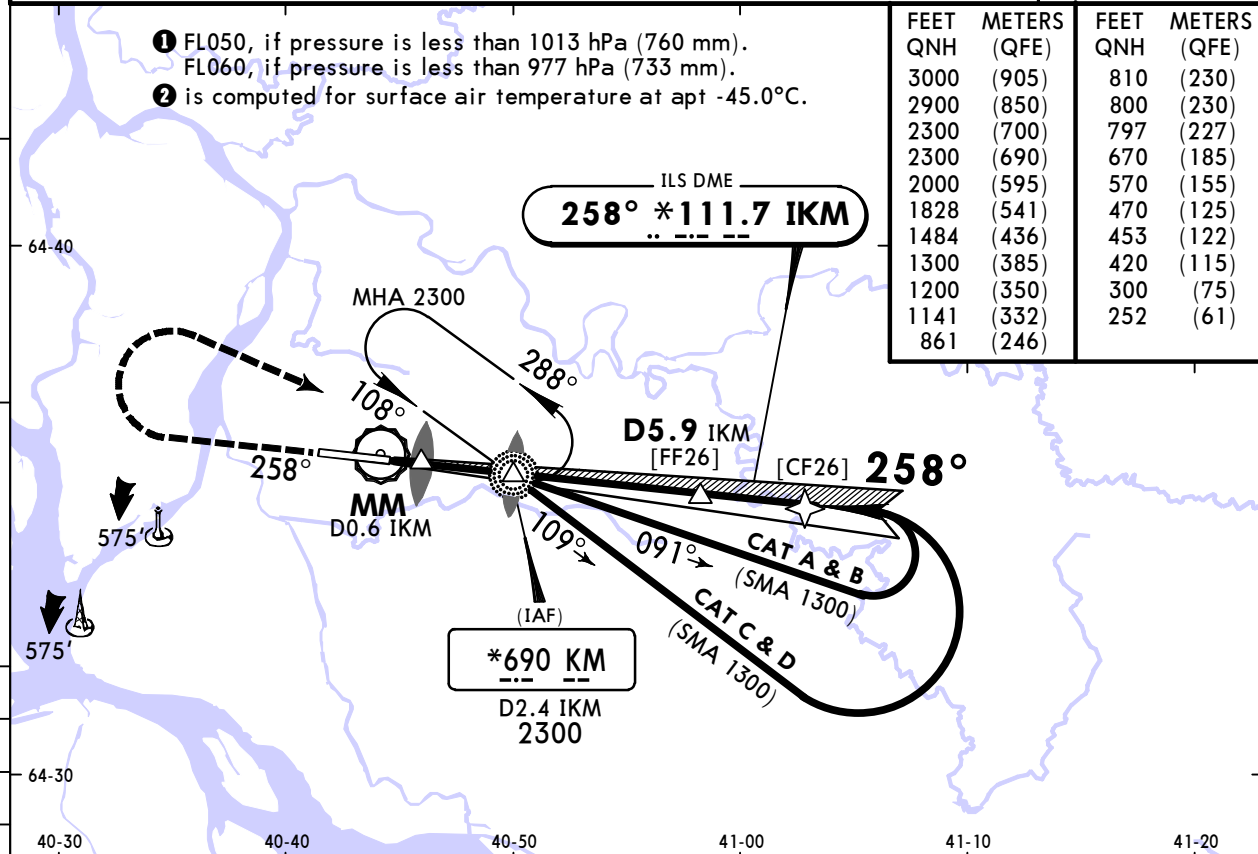 ❶ FL050, if pressure is less than 1013 hPa (760 mm).
FL060, if pressure is less than 977 hPa (733 mm).
❷ is computed for surface air temperature at apt -45.0°C.
FEET METERS FEET METERS
QNH (QFE) QNH (QFE)
3000 (905) 810 (230)
2900 (850) 800 (230)
2300 (700) 797 (227)
2300 (690) 670 (185)
2000 (595) 570 (155)
1828 (541) 470 (125)
1484 (436) 453 (122)
1300 (385) 420 (115)
1200 (350) 300 (75)
1141 (332) 252 (61)
861 (246)
ILS DME
258° *111.7 IKM
64-40
MHA 2300
288°
108°
D5.9 IKM
[FF26]
[CF26] 258°
258°
MM
D0.6 IKM
575'
109°
091°
CAT A & B
(SMA 1300)
CAT C & D
(SMA 1300)
575'
(IAF)
*690 KM
D2.4 IKM
2300
64-30
40-30 40-40 40-50 41-00 41-10 41-20